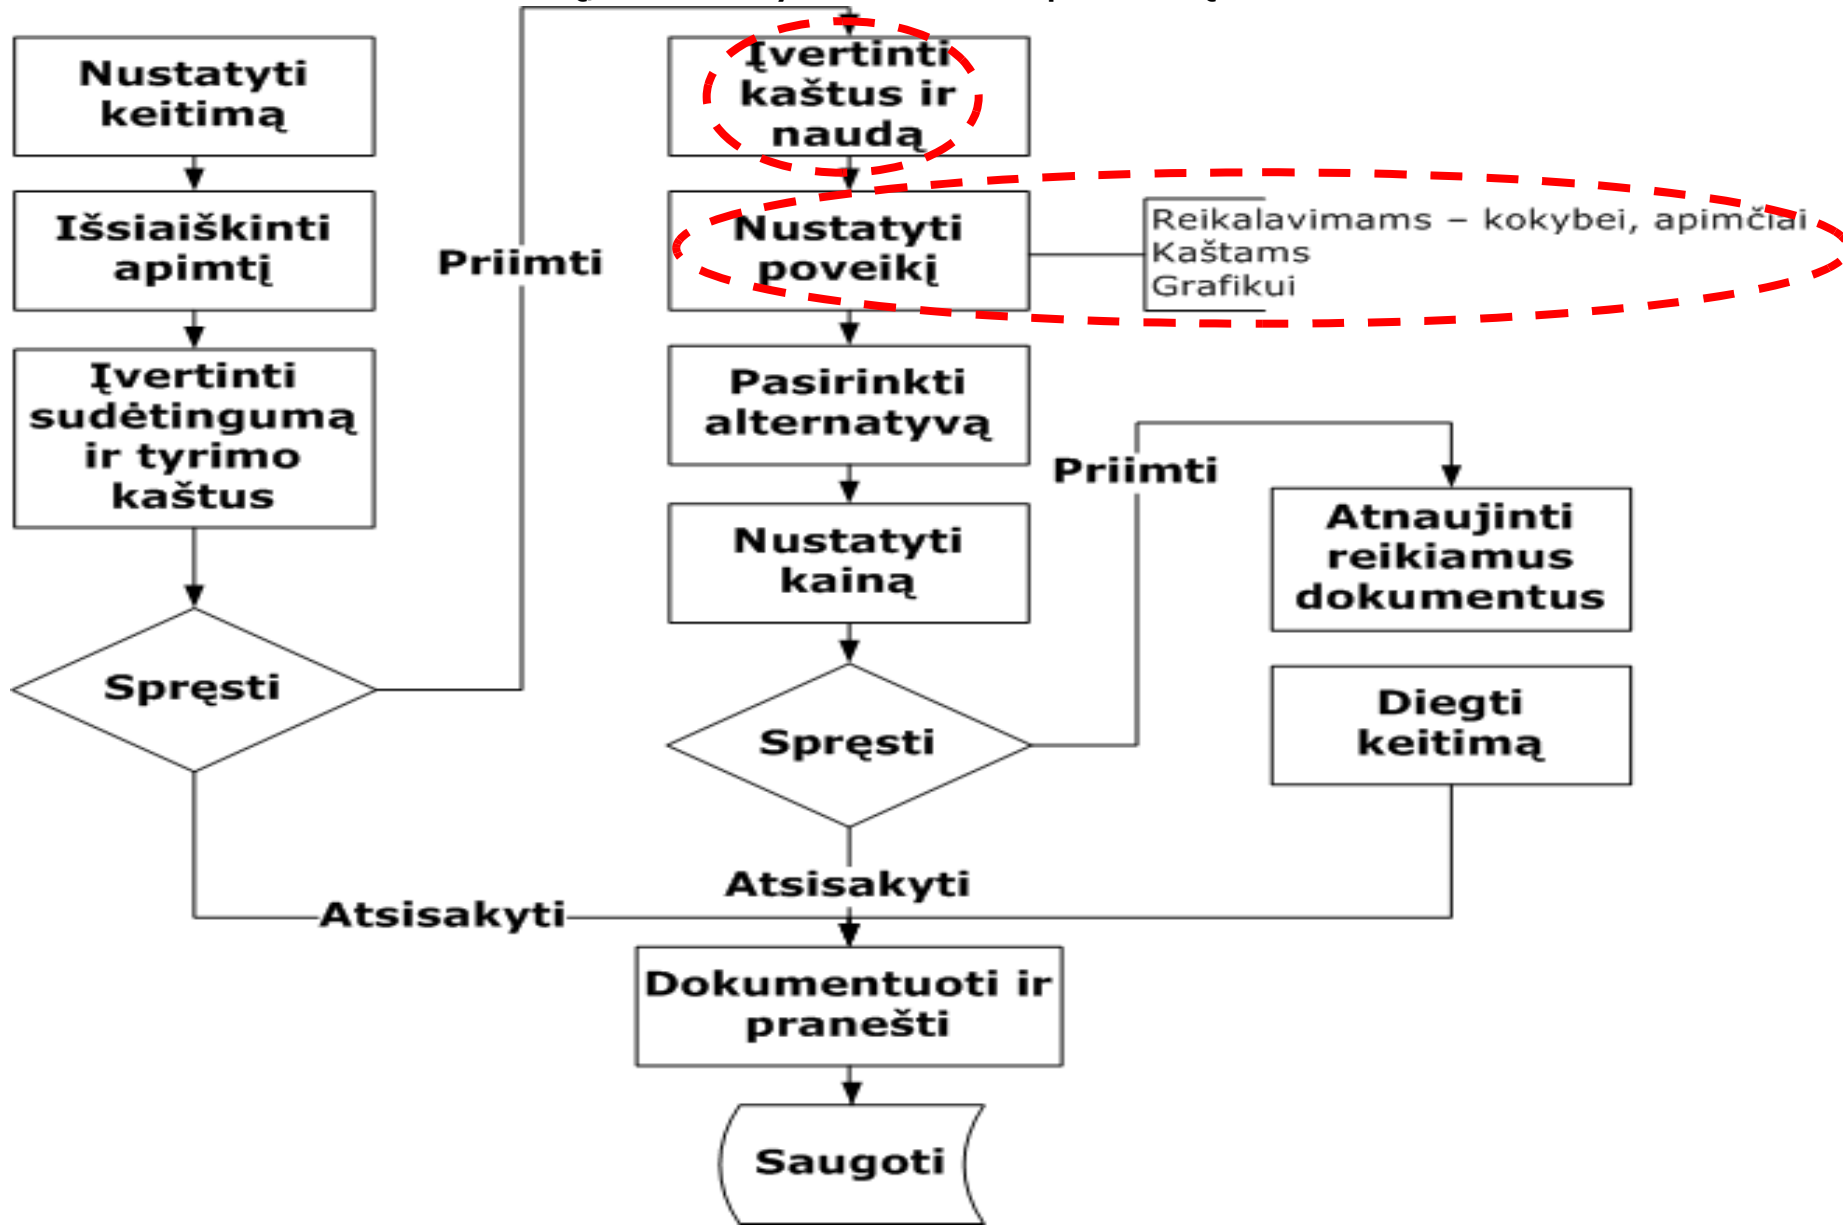 Nustatyti
keitimą
Išsiaiškinti
apimtį
Įvertinti
sudėtingumą
ir tyrimo
kaštus
Spręsti
Priimti
Atsisakyti
Įvertinti
kaštus ir
naudą
Nustatyti
poveikį
Reikalavimams – kokybei, apimčiai
Kaštams
Grafikui
Pasirinkti
alternatyvą
Nustatyti
kainą
Spręsti
Priimti
Atsisakyti
Atnaujinti
reikiamus
dokumentus
Diegti
keitimą
Dokumentuoti ir
pranešti
Saugoti